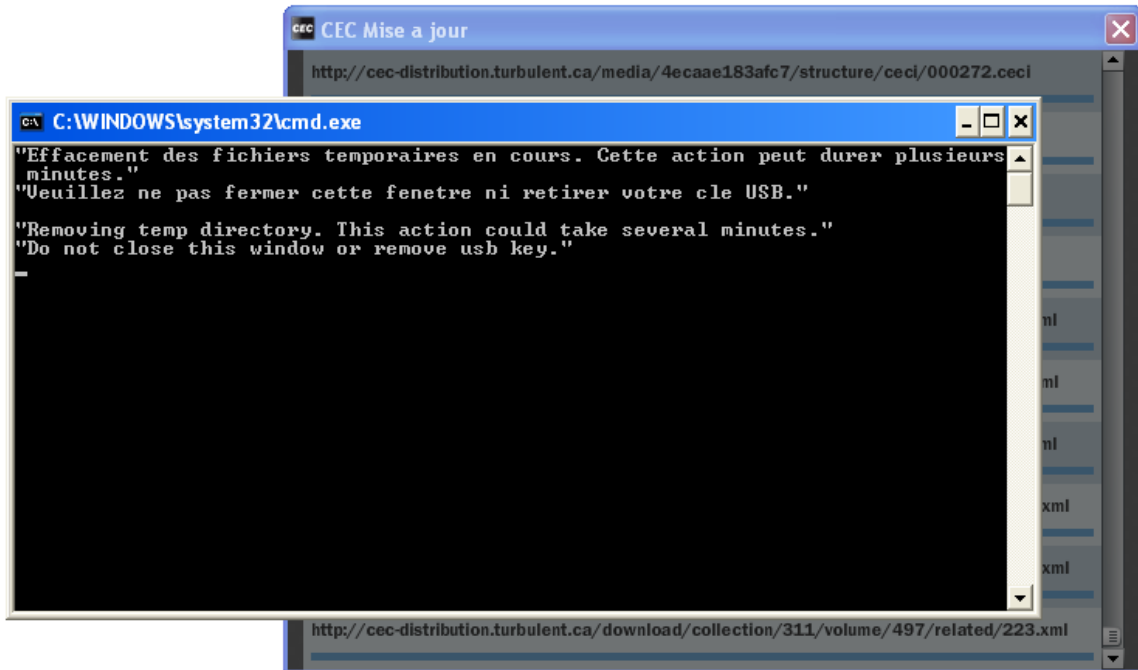 CEC CEC Mise a jour
http://cec-distribution.turbulent.ca/media/4ecaae183afc7/structure/ceci/000272.ceci
C:\ C:\WINDOWS\system32\cmd.exe
"Effacement des fichiers temporaires en cours. Cette action peut durer plusieurs
minutes."
"Veuillez ne pas fermer cette fenetre ni retirer votre cle USB."
"Removing temp directory. This action could take several minutes."
"Do not close this window or remove usb key."
ml
ml
ml
xml
xml
http://cec-distribution.turbulent.ca/download/collection/311/volume/497/related/223.xml